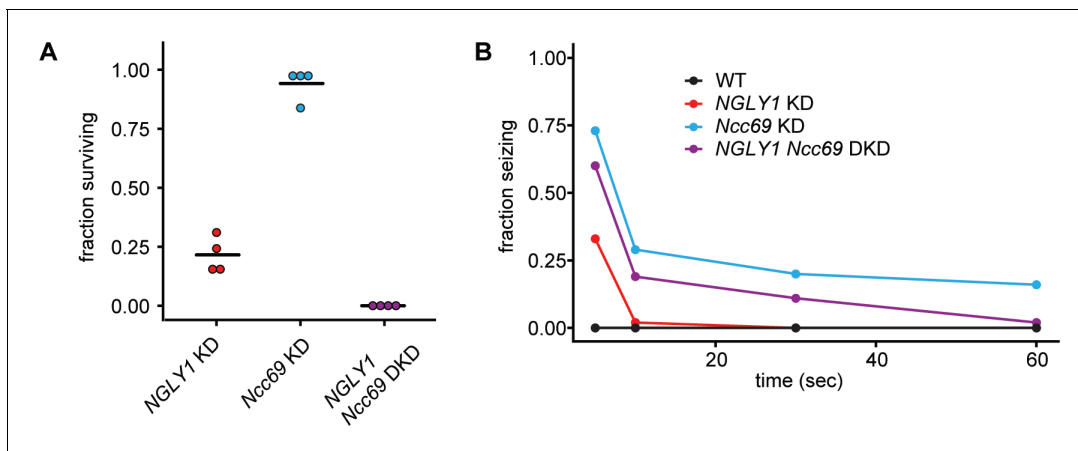 A
fraction surviving
1.00
0.75
0.50
0.25
0.00
NGLY1 KD
Ncc69 KD
NGLY1
Ncc69 DKD
B
fraction seizing
1.00
0.75
0.50
0.25
0.00
WT
NGLY1 KD
Ncc69 KD
NGLY1 Ncc69 DKD
20
40
60
time (sec)